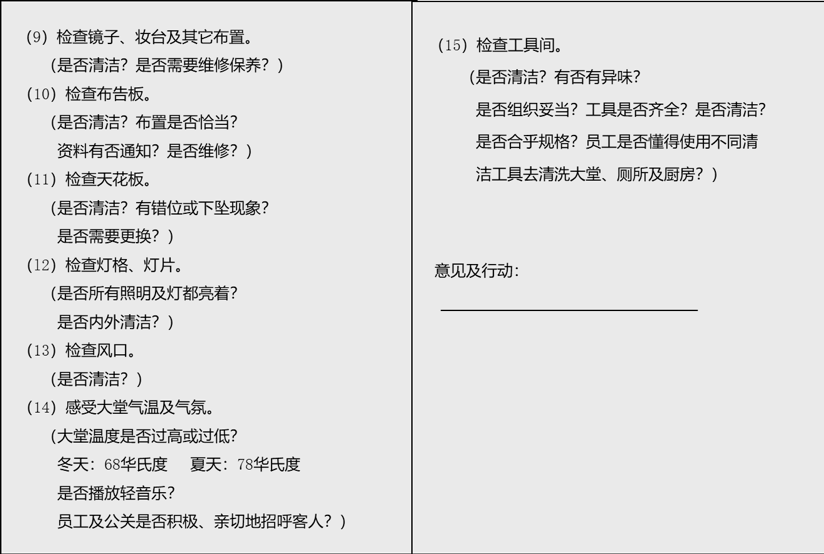 （9）检查镜子、妆台及其它布置。
（是否清洁？是否需要维修保养？）
（10）检查布告板。
（是否清洁？布置是否恰当？
资料有否通知？是否维修？）
（11）检查天花板。
（是否清洁？有错位或下坠现象？
是否需要更换？）
（12）检查灯格、灯片。
（是否所有照明及灯都亮着？
是否内外清洁？）
（13）检查风口。
（是否清洁？）
（14）感受大堂气温及气氛。
（大堂温度是否过高或过低？
冬天：68华氏度 夏天：78华氏度
是否播放轻音乐？
员工及公关是否积极、亲切地招呼客人？）
（15）检查工具间。
（是否清洁？有否有异味？
是否组织妥当？工具是否齐全？是否清洁？
是否合乎规格？员工是否懂得使用不同清
洁工具去清洗大堂、厕所及厨房？）
意见及行动：